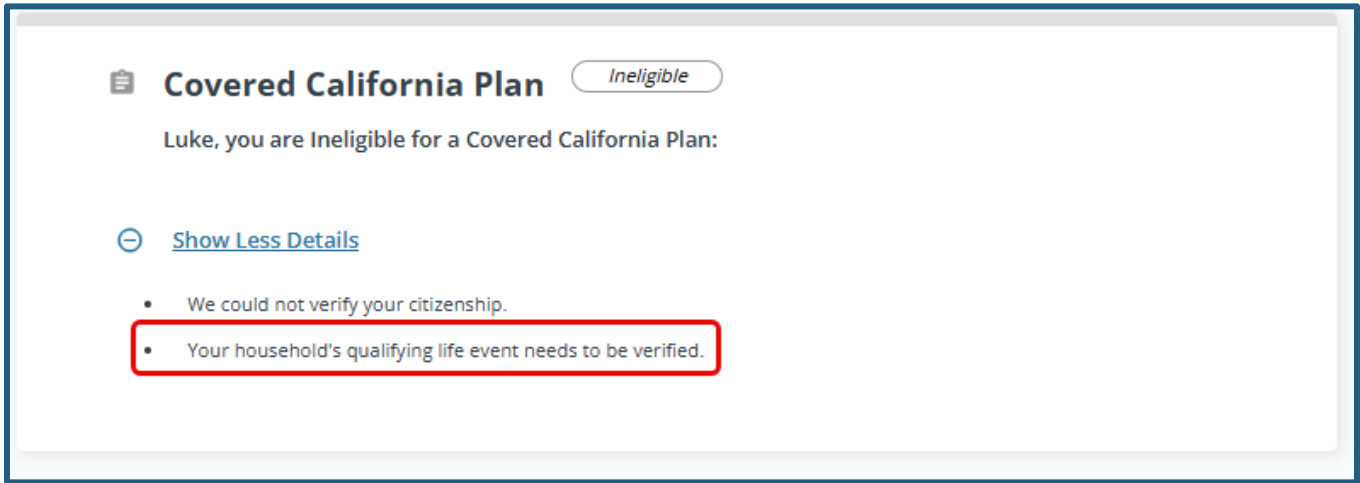 Covered California Plan Ineligible
Luke, you are Ineligible for a Covered California Plan:
Show Less Details
• We could not verify your citizenship.
• Your household's qualifying life event needs to be verified.